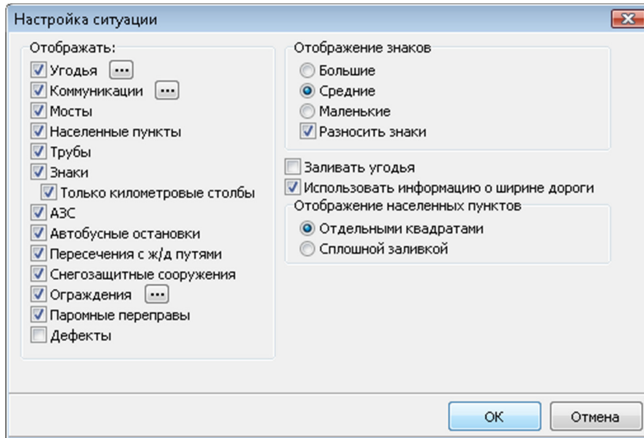 Настройка ситуации
Отображать:
Угодья ...
Коммуникации ...
Мосты
Населенные пункты
Трубы
Знаки
Только километровые столбы
АЗС
Автобусные остановки
Пересечения с ж/д путями
Снегозащитные сооружения
Ограждения ...
Паромные переправы
Дефекты
Отображение знаков
Большие
Средние
Маленькие
Разносить знаки
Заливать угодья
Использовать информацию о ширине дороги
Отображение населенных пунктов
Отдельными квадратами
Сплошной заливкой
ОК
Отмена